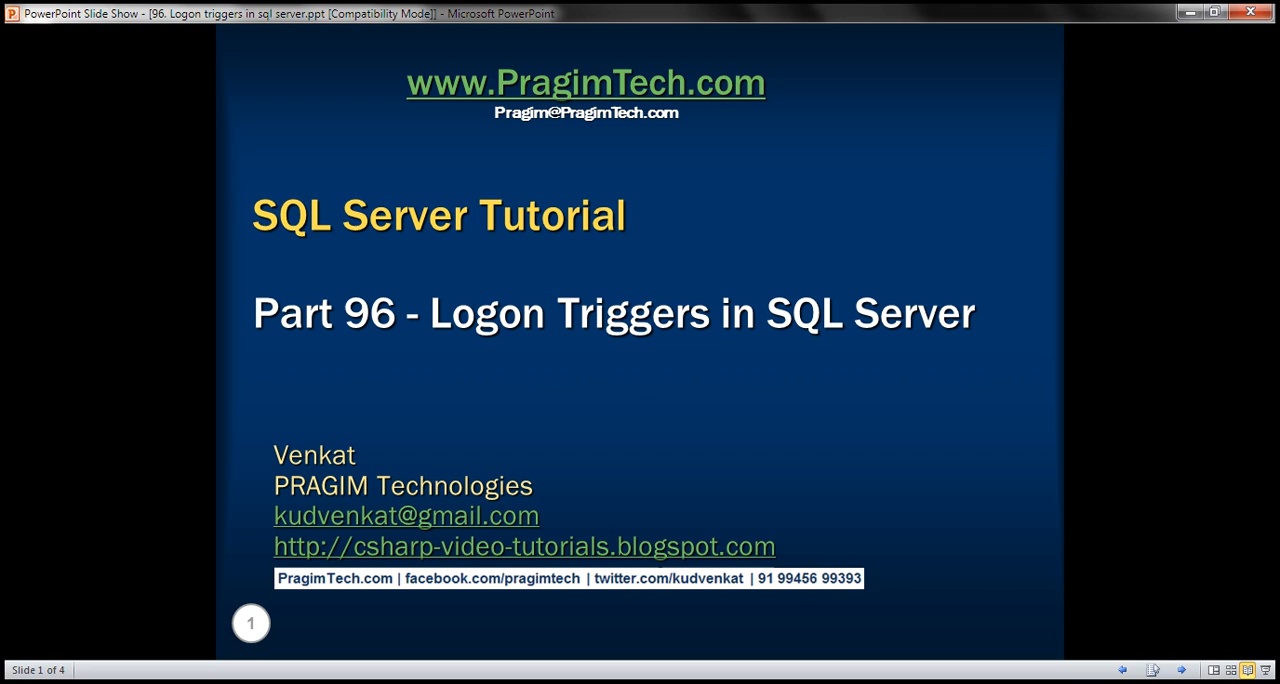 PowerPoint Slide Show - [96. Logon triggers in sql server.ppt [Compatibility Mode]] - Microsoft PowerPoint
www.PragimTech.com
Pragim@PragimTech.com
SQL Server Tutorial
Part 96 - Logon Triggers in SQL Server
Venkat
PRAGIM Technologies
kudvenkat@gmail.com
http://csharp-video-tutorials.blogspot.com
PragimTech.com | facebook.com/pragimtech | twitter.com/kudvenkat | 91 99456 99393
1
Slide 1 of 4